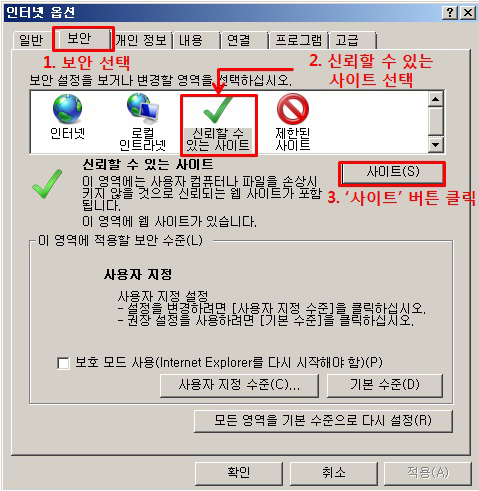 인터넷 옵션
일반 보안 개인 정보 내용 연결 프로그램 고급
1. 보안 선택
2. 신뢰할 수 있는
사이트 선택
보안 설정을 보거나 변경할 영역을 선택하십시오.
인터넷
로컬
인트라넷
신뢰할 수
있는 사이트
제한된
사이트
신뢰할 수 있는 사이트
사이트(S)
3. ‘사이트’ 버튼 클릭
이 영역에는 사용자 컴퓨터나 파일을 손상시
키지 않을 것으로 신뢰되는 웹 사이트가 포함
됩니다.
이 영역에 웹 사이트가 있습니다.
이 영역에 적용할 보안 수준(L)
사용자 지정
사용자 지정 설정
- 설정을 변경하려면 [사용자 지정 수준]을 클릭하십시오.
- 권장 설정을 사용하려면 [기본 수준]을 클릭하십시오.
보호 모드 사용(Internet Explorer를 다시 시작해야 함)(P)
사용자 지정 수준(C)... 기본 수준(D)
모든 영역을 기본 수준으로 다시 설정(R)
확인 취소 적용(A)